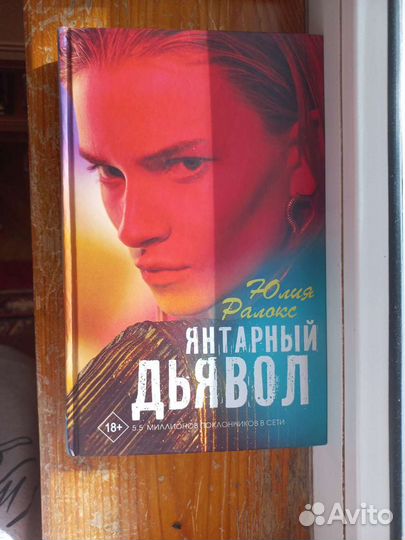 Юлия
Ралокс
ЯНТАРНЫЙ
ДЬЯВОЛ
18+ 5,5 МИЛЛИОНОВ ПОКЛОННИКОВ В СЕТИ
Avito